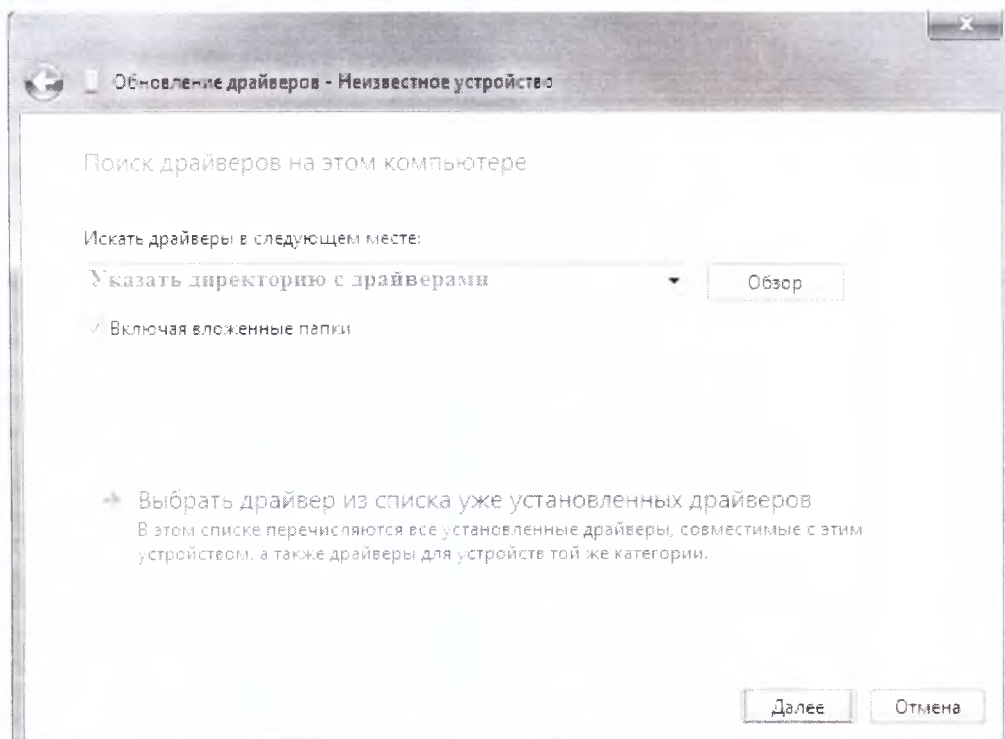 Обновление драйверов - Неизвестное устройство
Поиск драйверов на этом компьютере
Искать драйверы в следующем месте:
Указать директорию с драйверами
Обзор
Включая вложенные папки
Выбрать драйвер из списка уже установленных драйверов
В этом списке перечисляются все установленные драйверы, совместимые с этим
устройством, а также драйверы для устройств той же категории.
Далее
Отмена